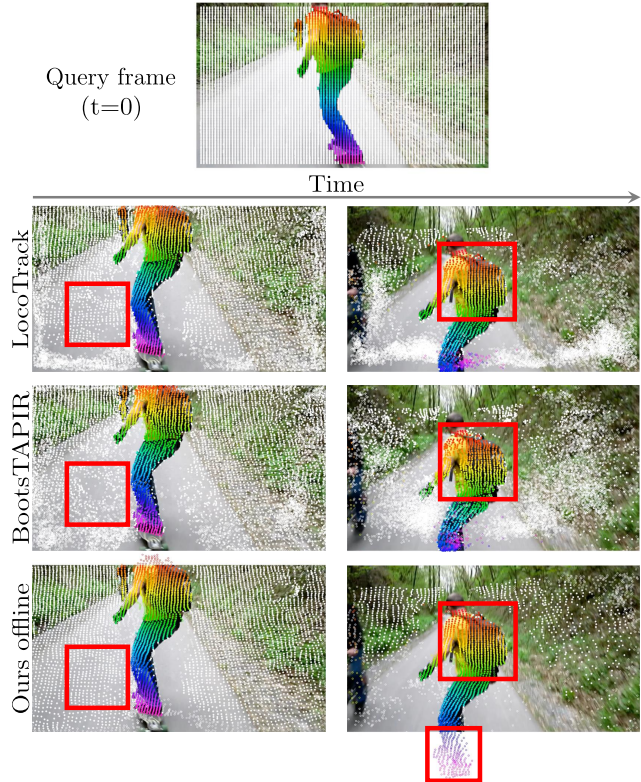 Query frame
(t=0)
Time
LocoTrack
BootsTAPIR
Ours offline